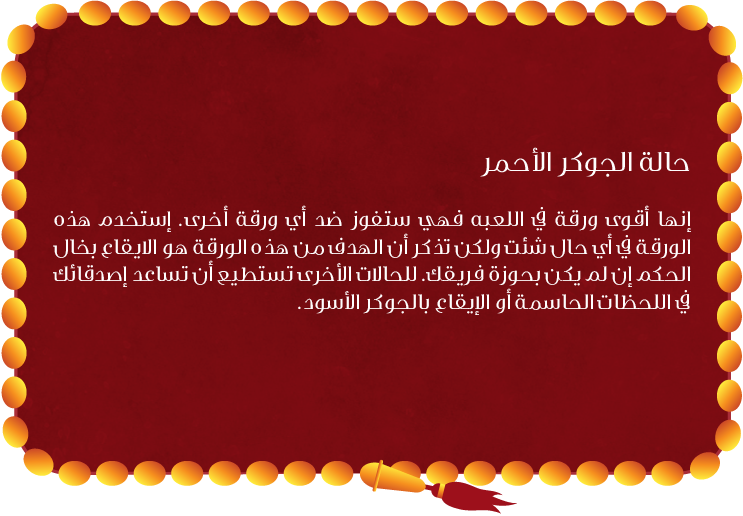 حالة الجوكر الأحمر
إنها أقوى ورقة في اللعبه فهي ستفوز ضد أي ورقة أخرى. إستخدم هذه
الورقة في أي حال شئت ولكن تذكر أن الهدف من هذه الورقة هو الايقاع بخال
الحكم إن لم يكن بحوزة فريقك. للحالات الأخرى تستطيع أن تساعد إصدقائك
في اللحظات الحاسمة أو الإيقاع بالجوكر الأسود.